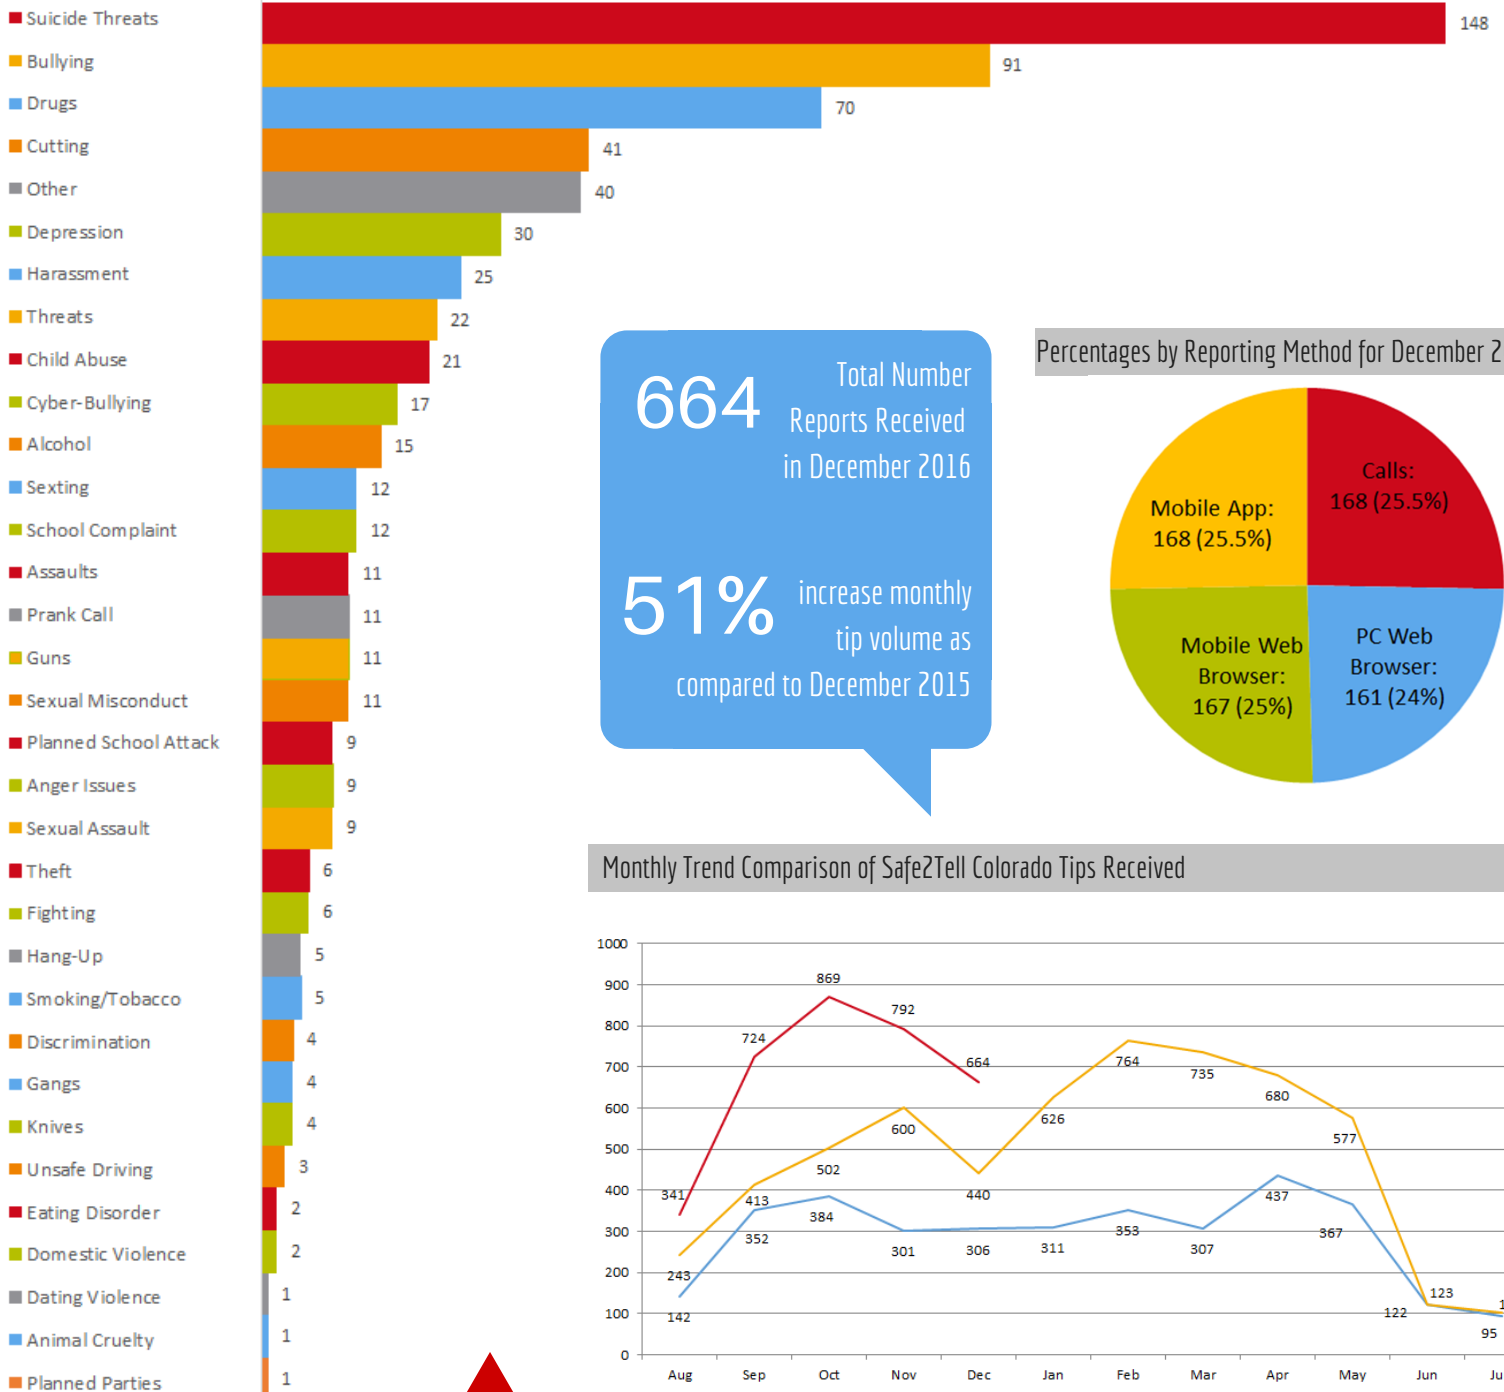 Suicide Threats 148
Bullying 91
Drugs 70
Cutting 41
Other 40
Depression 30
Harassment 25
Threats 22
Child Abuse 21
Cyber-Bullying 17
Alcohol 15
Sexting 12
School Complaint 12
Assaults 11
Prank Call 11
Guns 11
Sexual Misconduct 11
Planned School Attack 9
Anger Issues 9
Sexual Assault 9
Theft 6
Fighting 6
Hang-Up 5
Smoking/Tobacco 5
Discrimination 4
Gangs 4
Knives 4
Unsafe Driving 3
Eating Disorder 2
Domestic Violence 2
Dating Violence 1
Animal Cruelty 1
Planned Parties 1
664 Total Number
Reports Received
in December 2016
51% increase monthly
tip volume as
compared to December 2015
Percentages by Reporting Method for December 2
Calls:
168 (25.5%)
Mobile App:
168 (25.5%)
Mobile Web
Browser:
167 (25%)
PC Web
Browser:
161 (24%)
Monthly Trend Comparison of Safe2Tell Colorado Tips Received
1000
900
800
700
600
500
400
300
200
100
0
341 724 869 792 664
243 413 502 600 440 626 764 735 680 577 123 1
142 352 384 301 306 311 353 307 437 367 122 95
Aug Sep Oct Nov Dec Jan Feb Mar Apr May Jun Ju